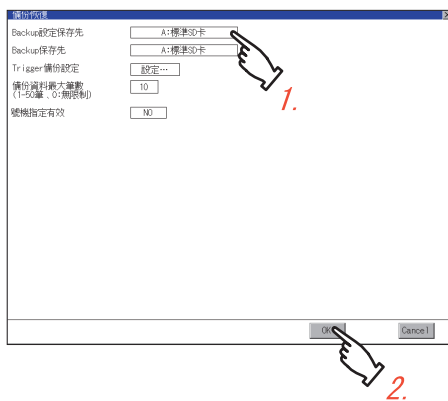 備份恢復
Backup設定保存先 A:標準SD卡
Backup保存先 A:標準SD卡
Trigger備份設定 設定…
備份資料最大筆數 10
(1-50筆、0:無限制)
號機指定有效 NO
1.
OK Cancel
2.